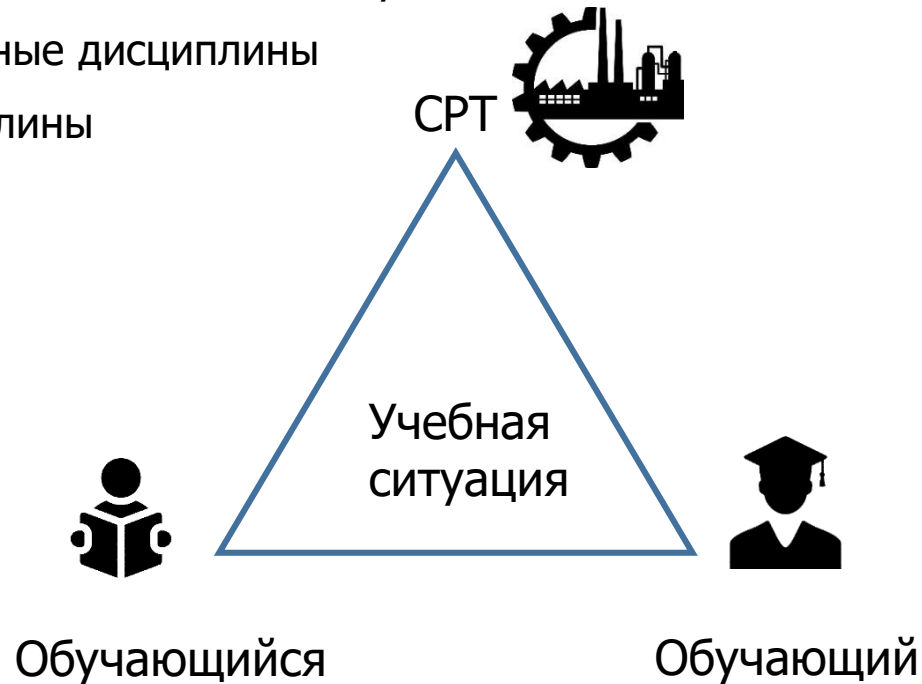 ные дисциплины
лины
СРТ
Учебная
ситуация
Обучающийся
Обучающий